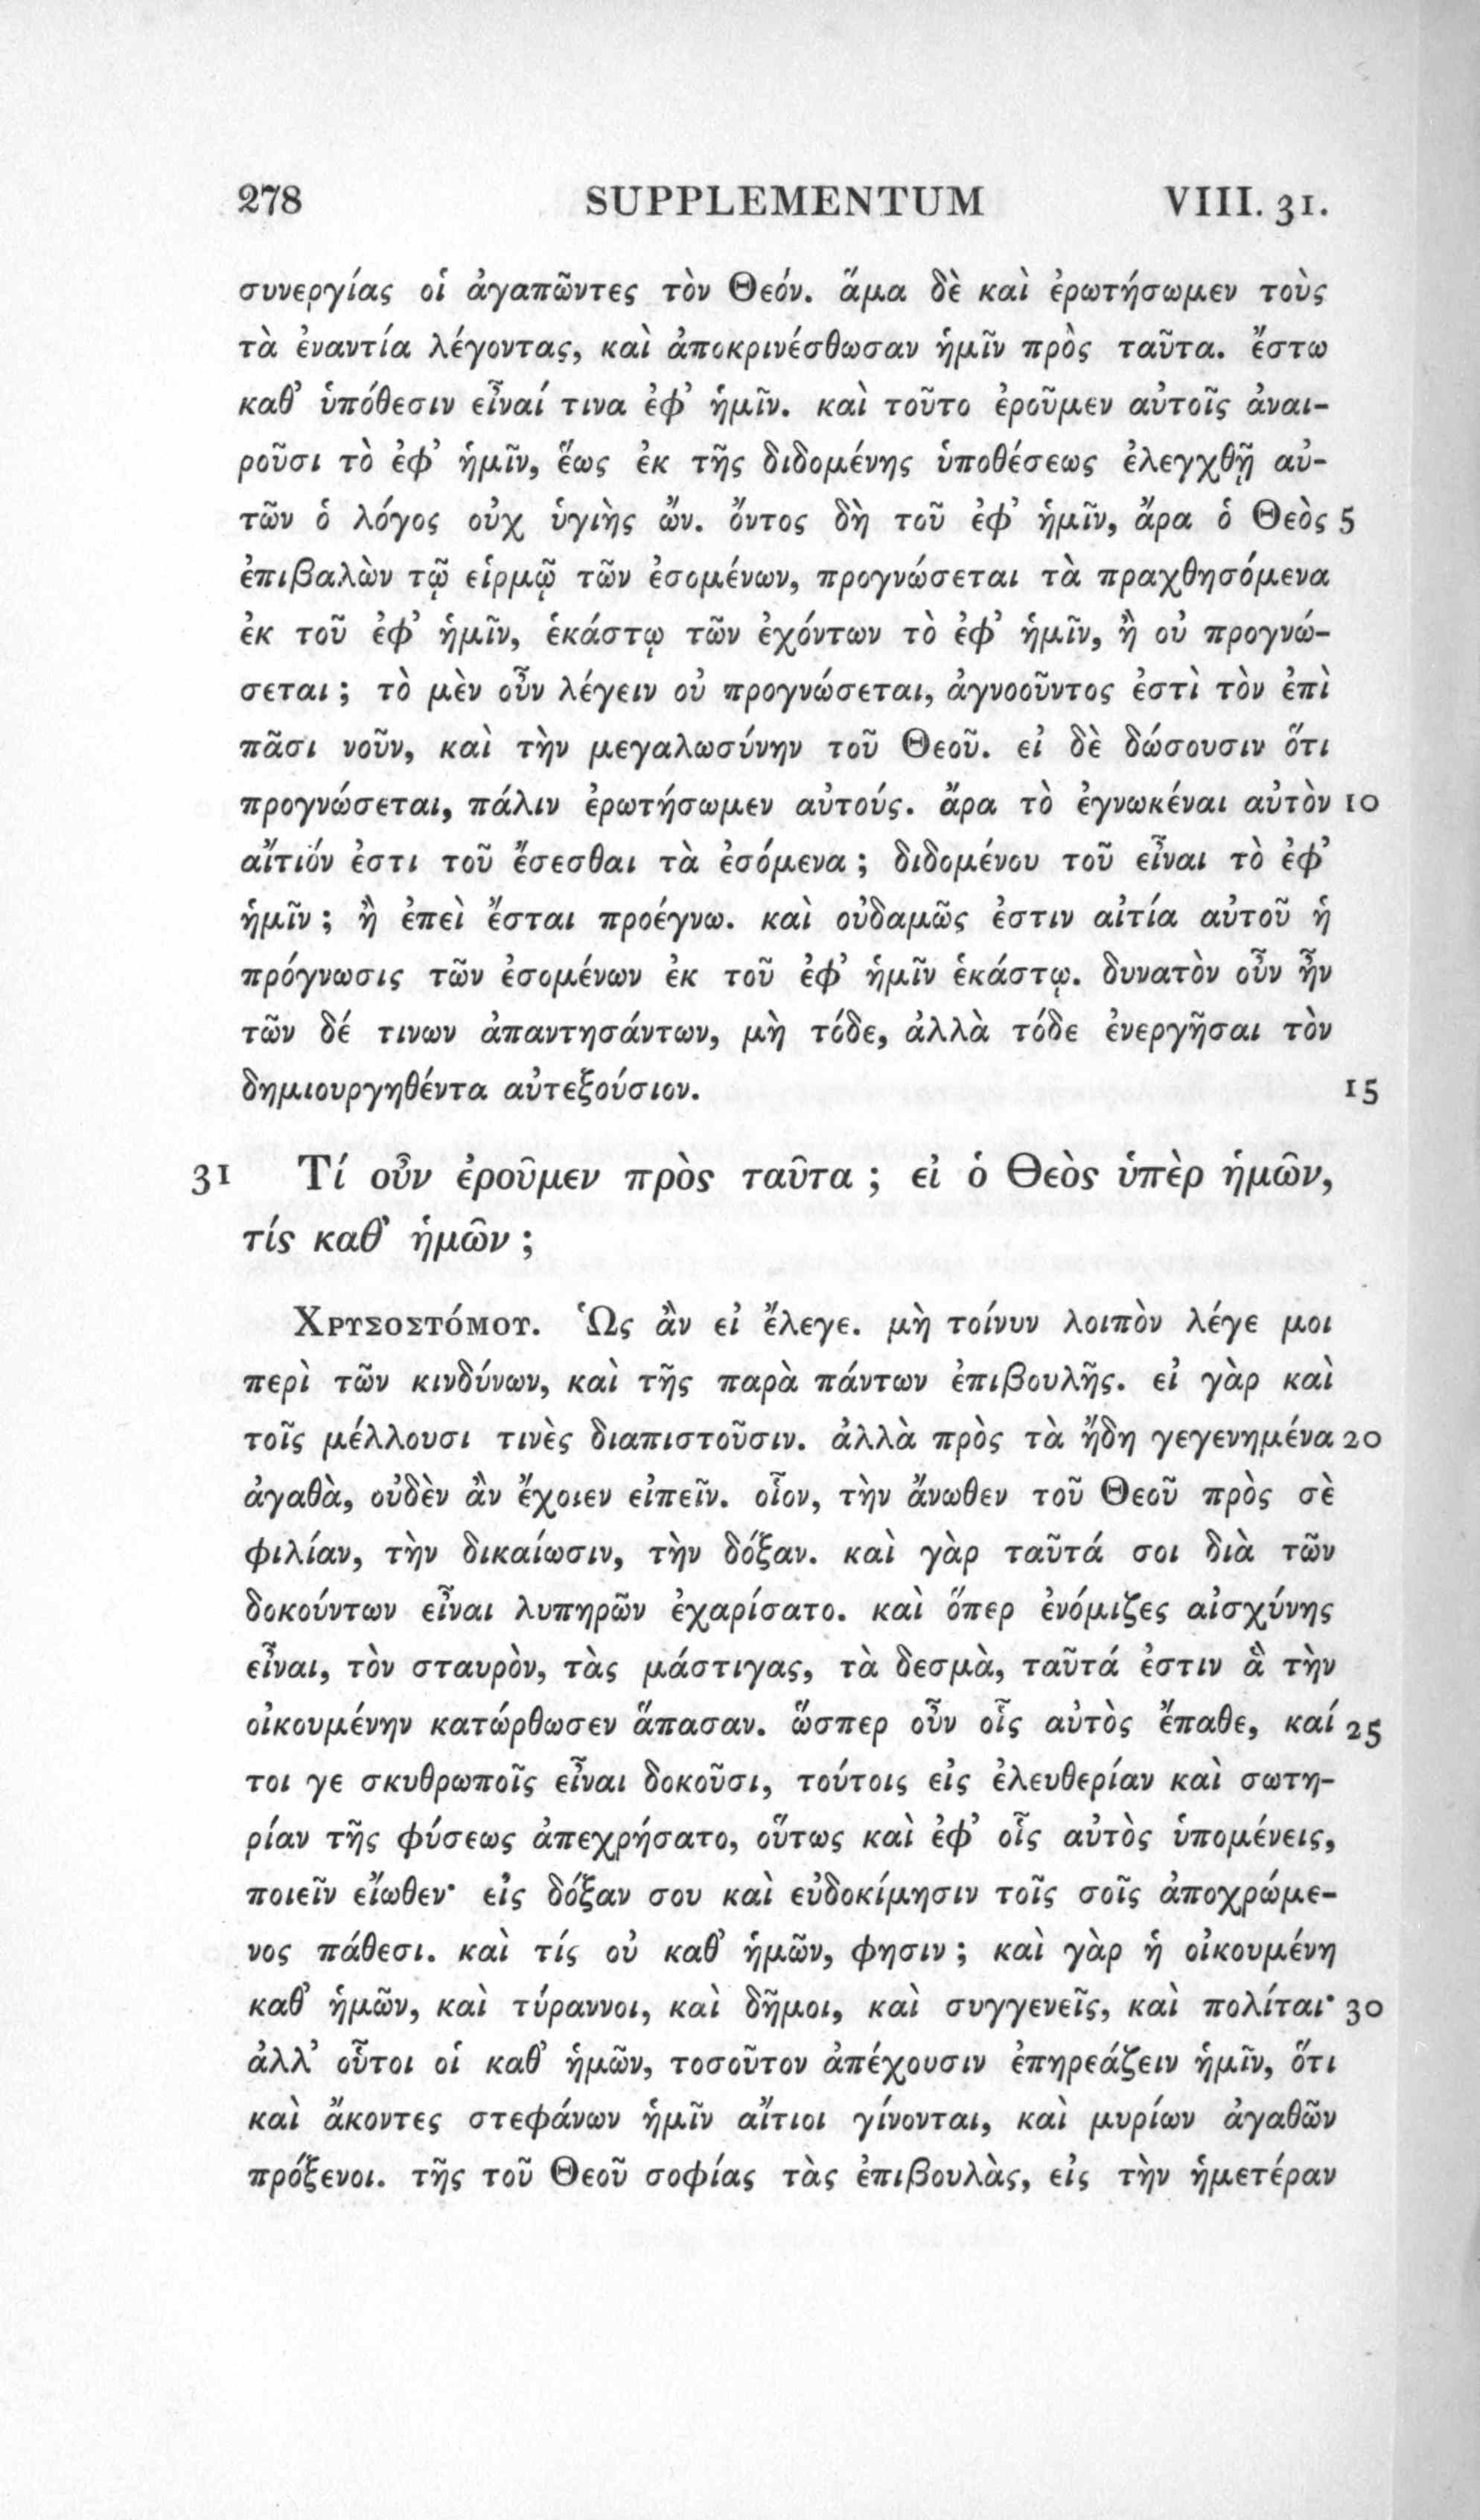 278 SUPPLEMENTUM VIII. 31.
συνεργίας οἱ ἀγαπῶντες τὸν Θεόν. ἅμα δὲ καὶ ἐρωτήσωμεν τοὺς
τὰ ἐναντία λέγοντας, καὶ ἀποκρινέσθωσαν ἡμῖν πρὸς ταῦτα. ἔστω
καθ’ ὑπόθεσιν εἶναί τινα ἐφ’ ἡμῖν. καὶ τοῦτο ἐροῦμεν αὐτοῖς ἀναι-
ροῦσι τὸ ἐφ’ ἡμῖν, ἕως ἐκ τῆς διδομένης ὑποθέσεως ἐλεγχθῇ αὐ-
τῶν ὁ λόγος οὐχ ὑγιὴς ὤν. ὄντος δὴ τοῦ ἐφ’ ἡμῖν, ἄρα ὁ Θεὸς 5
ἐπιβαλὼν τῷ εἱρμῷ τῶν ἐσομένων, προγνώσεται τὰ πραχθησόμενα
ἐκ τοῦ ἐφ’ ἡμῖν, ἑκάστῳ τῶν ἐχόντων τὸ ἐφ’ ἡμῖν, ἢ οὐ προγνώ-
σεται ; τὸ μὲν οὖν λέγειν οὐ προγνώσεται, ἀγνοοῦντος ἐστὶ τὸν ἐπὶ
πᾶσι νοῦν, καὶ τὴν μεγαλωσύνην τοῦ Θεοῦ. εἰ δὲ δώσουσιν ὅτι
προγνώσεται, πάλιν ἐρωτήσωμεν αὐτούς. ἄρα τὸ ἐγνωκέναι αὐτὸν 10
αἴτιόν ἐστι τοῦ ἔσεσθαι τὰ ἐσόμενα ; διδομένου τοῦ εἶναι τὸ ἐφ’
ἡμῖν ; ἢ ἐπεὶ ἔσται προέγνω. καὶ οὐδαμῶς ἐστιν αἰτία αὐτοῦ ἡ
πρόγνωσις τῶν ἐσομένων ἐκ τοῦ ἐφ’ ἡμῖν ἑκάστῳ. δυνατὸν οὖν ἦν
τῶν δέ τινων ἀπαντησάντων, μὴ τόδε, ἀλλὰ τόδε ἐνεργῆσαι τὸν
δημιουργηθέντα αὐτεξούσιον. 15
31 Τί οὖν ἐροῦμεν πρὸς ταῦτα ; εἰ ὁ Θεὸς ὑπὲρ ἡμῶν,
τίς καθ’ ἡμῶν ;
Χρυσοστόμου. Ὡς ἂν εἰ ἔλεγε. μὴ τοίνυν λοιπὸν λέγε μοι
περὶ τῶν κινδύνων, καὶ τῆς παρὰ πάντων ἐπιβουλῆς. εἰ γὰρ καὶ
τοῖς μέλλουσι τινὲς διαπιστοῦσιν. ἀλλὰ πρὸς τὰ ἤδη γεγενημένα 20
ἀγαθὰ, οὐδὲν ἂν ἔχοιεν εἰπεῖν. οἷον, τὴν ἄνωθεν τοῦ Θεοῦ πρὸς σὲ
φιλίαν, τὴν δικαίωσιν, τὴν δόξαν. καὶ γὰρ ταῦτά σοι διὰ τῶν
δοκούντων εἶναι λυπηρῶν ἐχαρίσατο. καὶ ὅπερ ἐνόμιζες αἰσχύνης
εἶναι, τὸν σταυρὸν, τὰς μάστιγας, τὰ δεσμὰ, ταῦτά ἐστιν ἃ τὴν
οἰκουμένην κατώρθωσεν ἅπασαν. ὥσπερ οὖν οἷς αὐτὸς ἔπαθε, καί 25
τοι γε σκυθρωποῖς εἶναι δοκοῦσι, τούτοις εἰς ἐλευθερίαν καὶ σωτη-
ρίαν τῆς φύσεως ἀπεχρήσατο, οὕτως καὶ ἐφ’ οἷς αὐτὸς ὑπομένεις,
ποιεῖν εἴωθεν· εἰς δόξαν σου καὶ εὐδοκίμησιν τοῖς σοῖς ἀποχρώμε-
νος πάθεσι. καὶ τίς οὐ καθ’ ἡμῶν, φησιν ; καὶ γὰρ ἡ οἰκουμένη
καθ’ ἡμῶν, καὶ τύραννοι, καὶ δῆμοι, καὶ συγγενεῖς, καὶ πολίται· 30
ἀλλ’ οὗτοι οἱ καθ’ ἡμῶν, τοσοῦτον ἀπέχουσιν ἐπηρεάζειν ἡμῖν, ὅτι
καὶ ἄκοντες στεφάνων ἡμῖν αἴτιοι γίνονται, καὶ μυρίων ἀγαθῶν
πρόξενοι. τῆς τοῦ Θεοῦ σοφίας τὰς ἐπιβουλὰς, εἰς τὴν ἡμετέραν